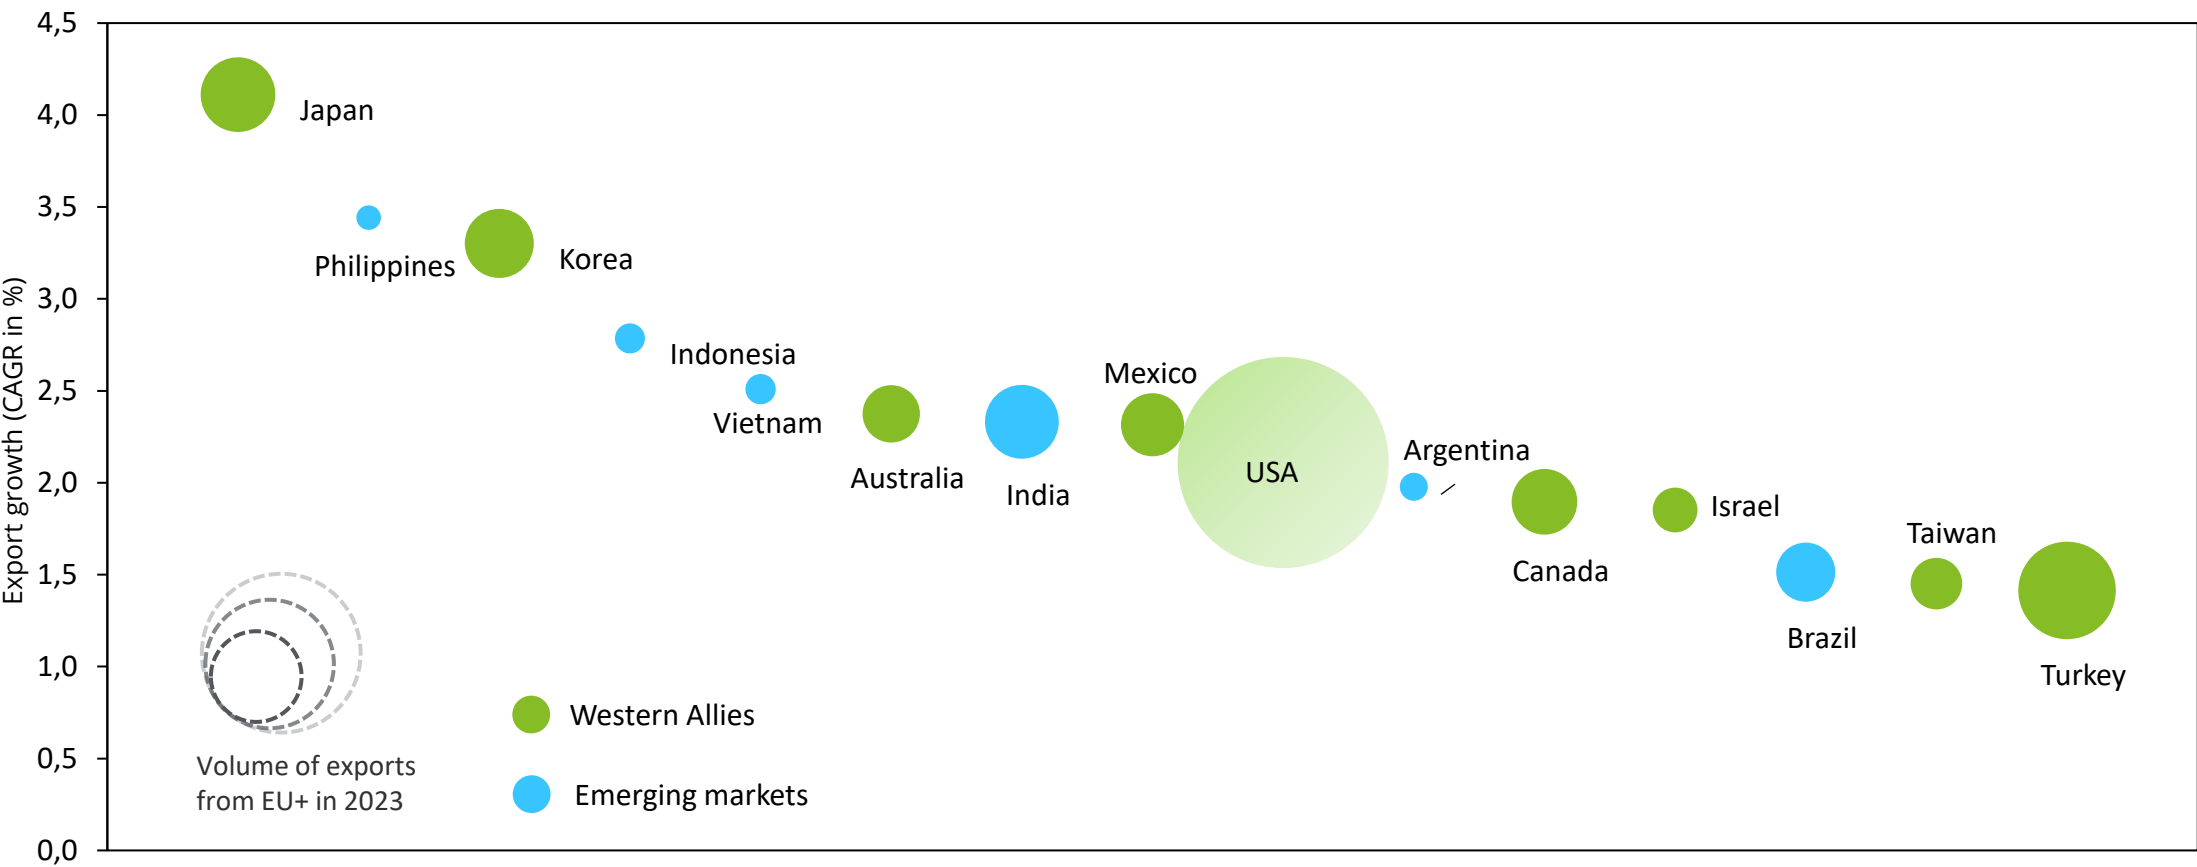 4,5
4,0
3,5
3,0
2,5
2,0
1,5
1,0
0,5
0,0
Export growth (CAGR in %)
Japan
Philippines
Korea
Indonesia
Vietnam
Australia
India
Mexico
USA
Argentina
Canada
Israel
Brazil
Taiwan
Turkey
Volume of exports
from EU+ in 2023
Western Allies
Emerging markets